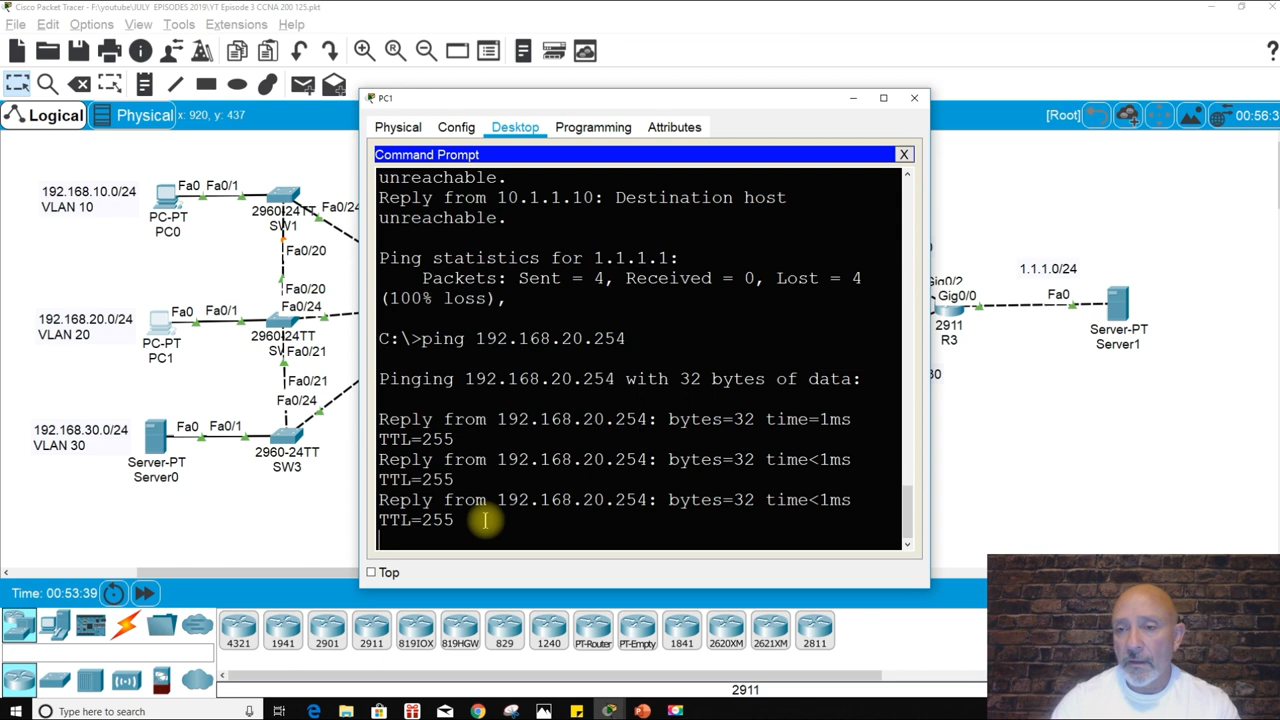 Cisco Packet Tracer - F:\youtube\JULY EPISODES 2019\YT Episode 3 CCNA 200 125.pkt
File Edit Options View Tools Extensions Help
?
Logical Physical x: 920, y: 437
[Root] 00:56:3
PC1
Physical Config Desktop Programming Attributes
Command Prompt
X
unreachable.
Reply from 10.1.1.10: Destination host
unreachable.
Ping statistics for 1.1.1.1:
Packets: Sent = 4, Received = 0, Lost = 4
(100% loss),
C:\>ping 192.168.20.254
Pinging 192.168.20.254 with 32 bytes of data:
Reply from 192.168.20.254: bytes=32 time=1ms
TTL=255
Reply from 192.168.20.254: bytes=32 time<1ms
TTL=255
Reply from 192.168.20.254: bytes=32 time<1ms
TTL=255
Top
192.168.10.0/24
VLAN 10
Fa0 Fa0/1
PC-PT
PC0
2960-24TT
SW1
Fa0/24
Fa0/20
Fa0/20
192.168.20.0/24
VLAN 20
Fa0 Fa0/1
PC-PT
PC1
Fa0/24
2960-24TT
Fa0/21
Fa0/21
Fa0/24
192.168.30.0/24
VLAN 30
Fa0 Fa0/1
Server-PT
Server0
2960-24TT
SW3
Gig0/2
Gig0/0
2911
R3
1.1.1.0/24
Fa0
Server-PT
Server1
Time: 00:53:39
4321 1941 2901 2911 819IOX 819HGW 829 1240 PT-Router PT-Empty 1841 2620XM 2621XM 2811
2911
Type here to search